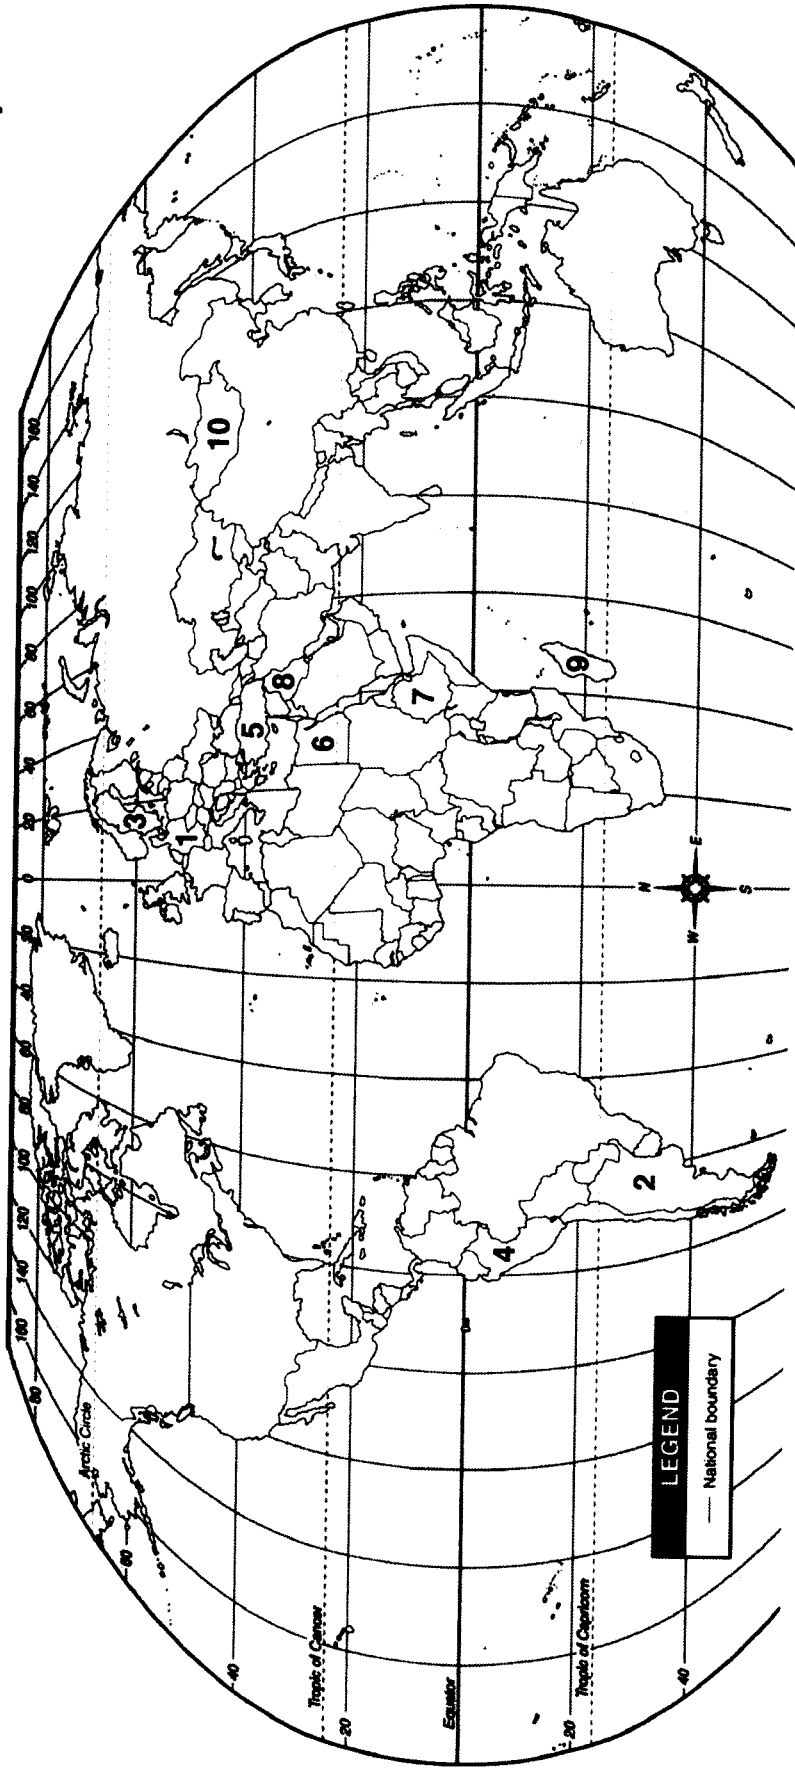 160 140 120 100 80 60 40 20 0 20 40 60 80 100 120 140 160
80
Arctic Circle
60
3
1
10
40
5
8
Tropic of Cancer
6
20
7
Equator
4
20
9
Tropic of Capricorn
2
N
LEGEND
40
W E
National boundary
S